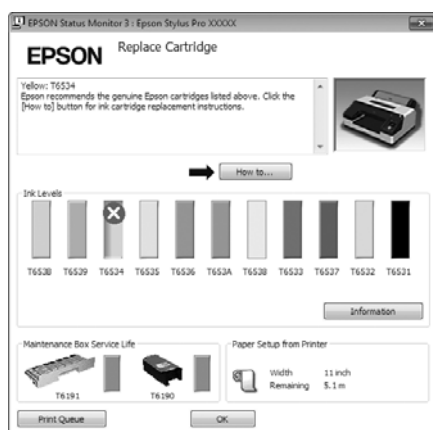 EPSON Status Monitor 3 : Epson Stylus Pro XXXXX
EPSON
Replace Cartridge
Yellow: T6534
Epson recommends the genuine Epson cartridges listed above. Click the
[How to] button for ink cartridge replacement instructions.
How to...
Ink Levels
T653B T6539 T6534 T6535 T6536 T653A T6538 T6533 T6537 T6532 T6531
Information
Maintenance Box Service Life
T6191 T6190
Paper Setup from Printer
Width 11 inch
Remaining 5.1 m
Print Queue OK